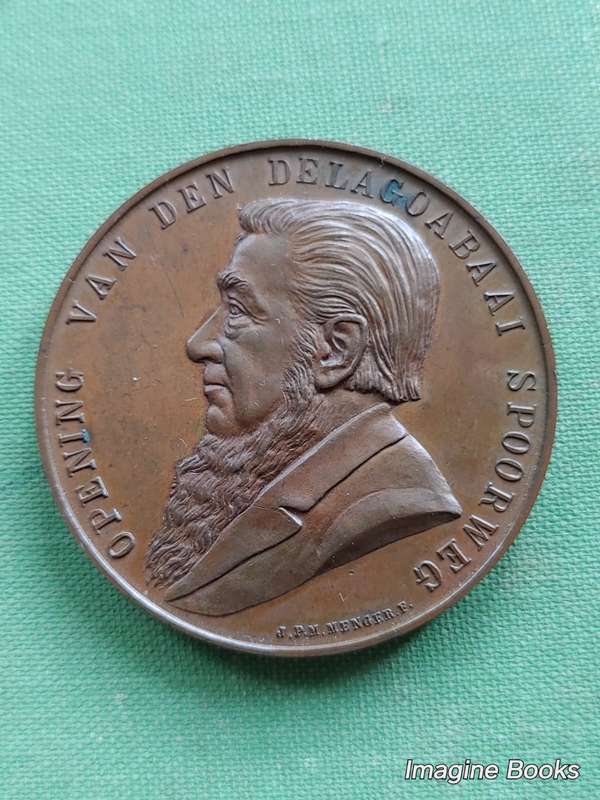 OPENING VAN DEN DELAGOABAAI SPOORWEG
J.P.M. MENGER.F.
Imagine Books